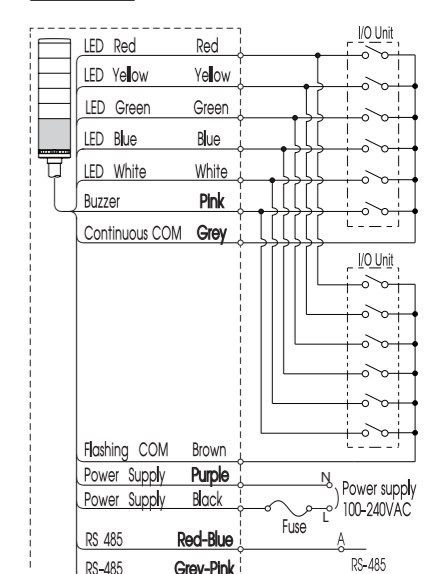 I/O Unit
LED Red Red
LED Yellow Yellow
LED Green Green
LED Blue Blue
LED White White
Buzzer Pink
Continuous COM Grey
I/O Unit
Flashing COM Brown
Power Supply Purple N
Power supply
Power Supply Black L 100-240VAC
Fuse
RS 485 Red-Blue A
RS-485 Grey-Pink RS-485